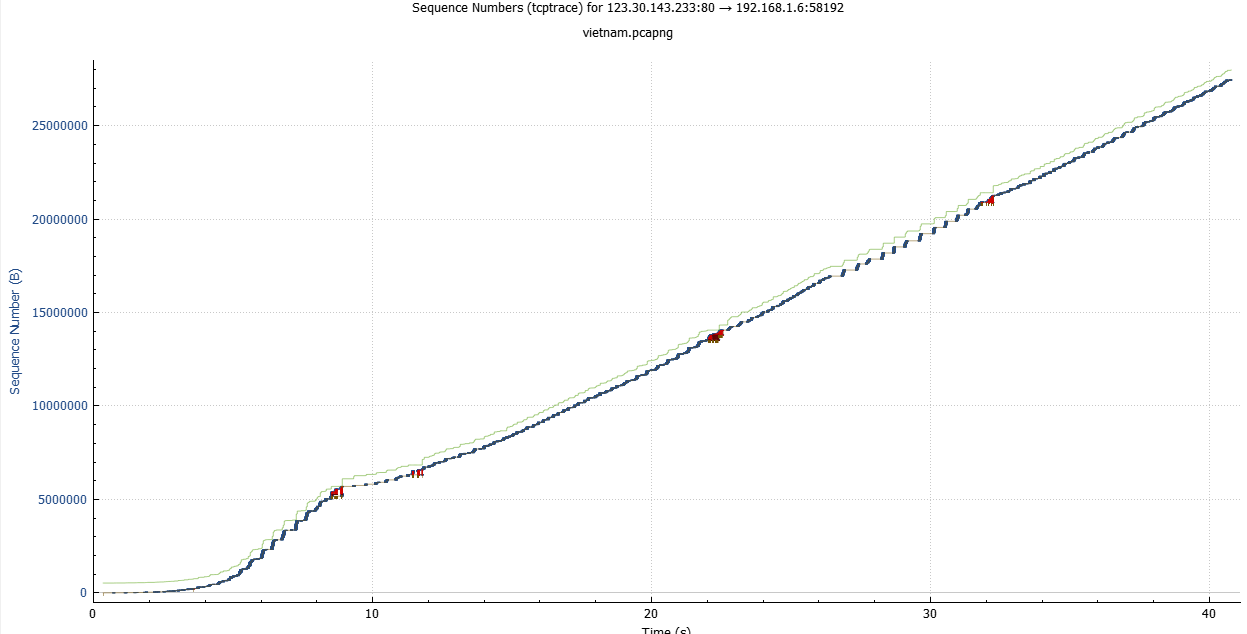 Sequence Numbers (tcptrace) for 123.30.143.233:80 → 192.168.1.6:58192
vietnam.pcapng
25000000
20000000
15000000
10000000
5000000
0
Sequence Number (B)
0 10 20 30 40
Time (s)